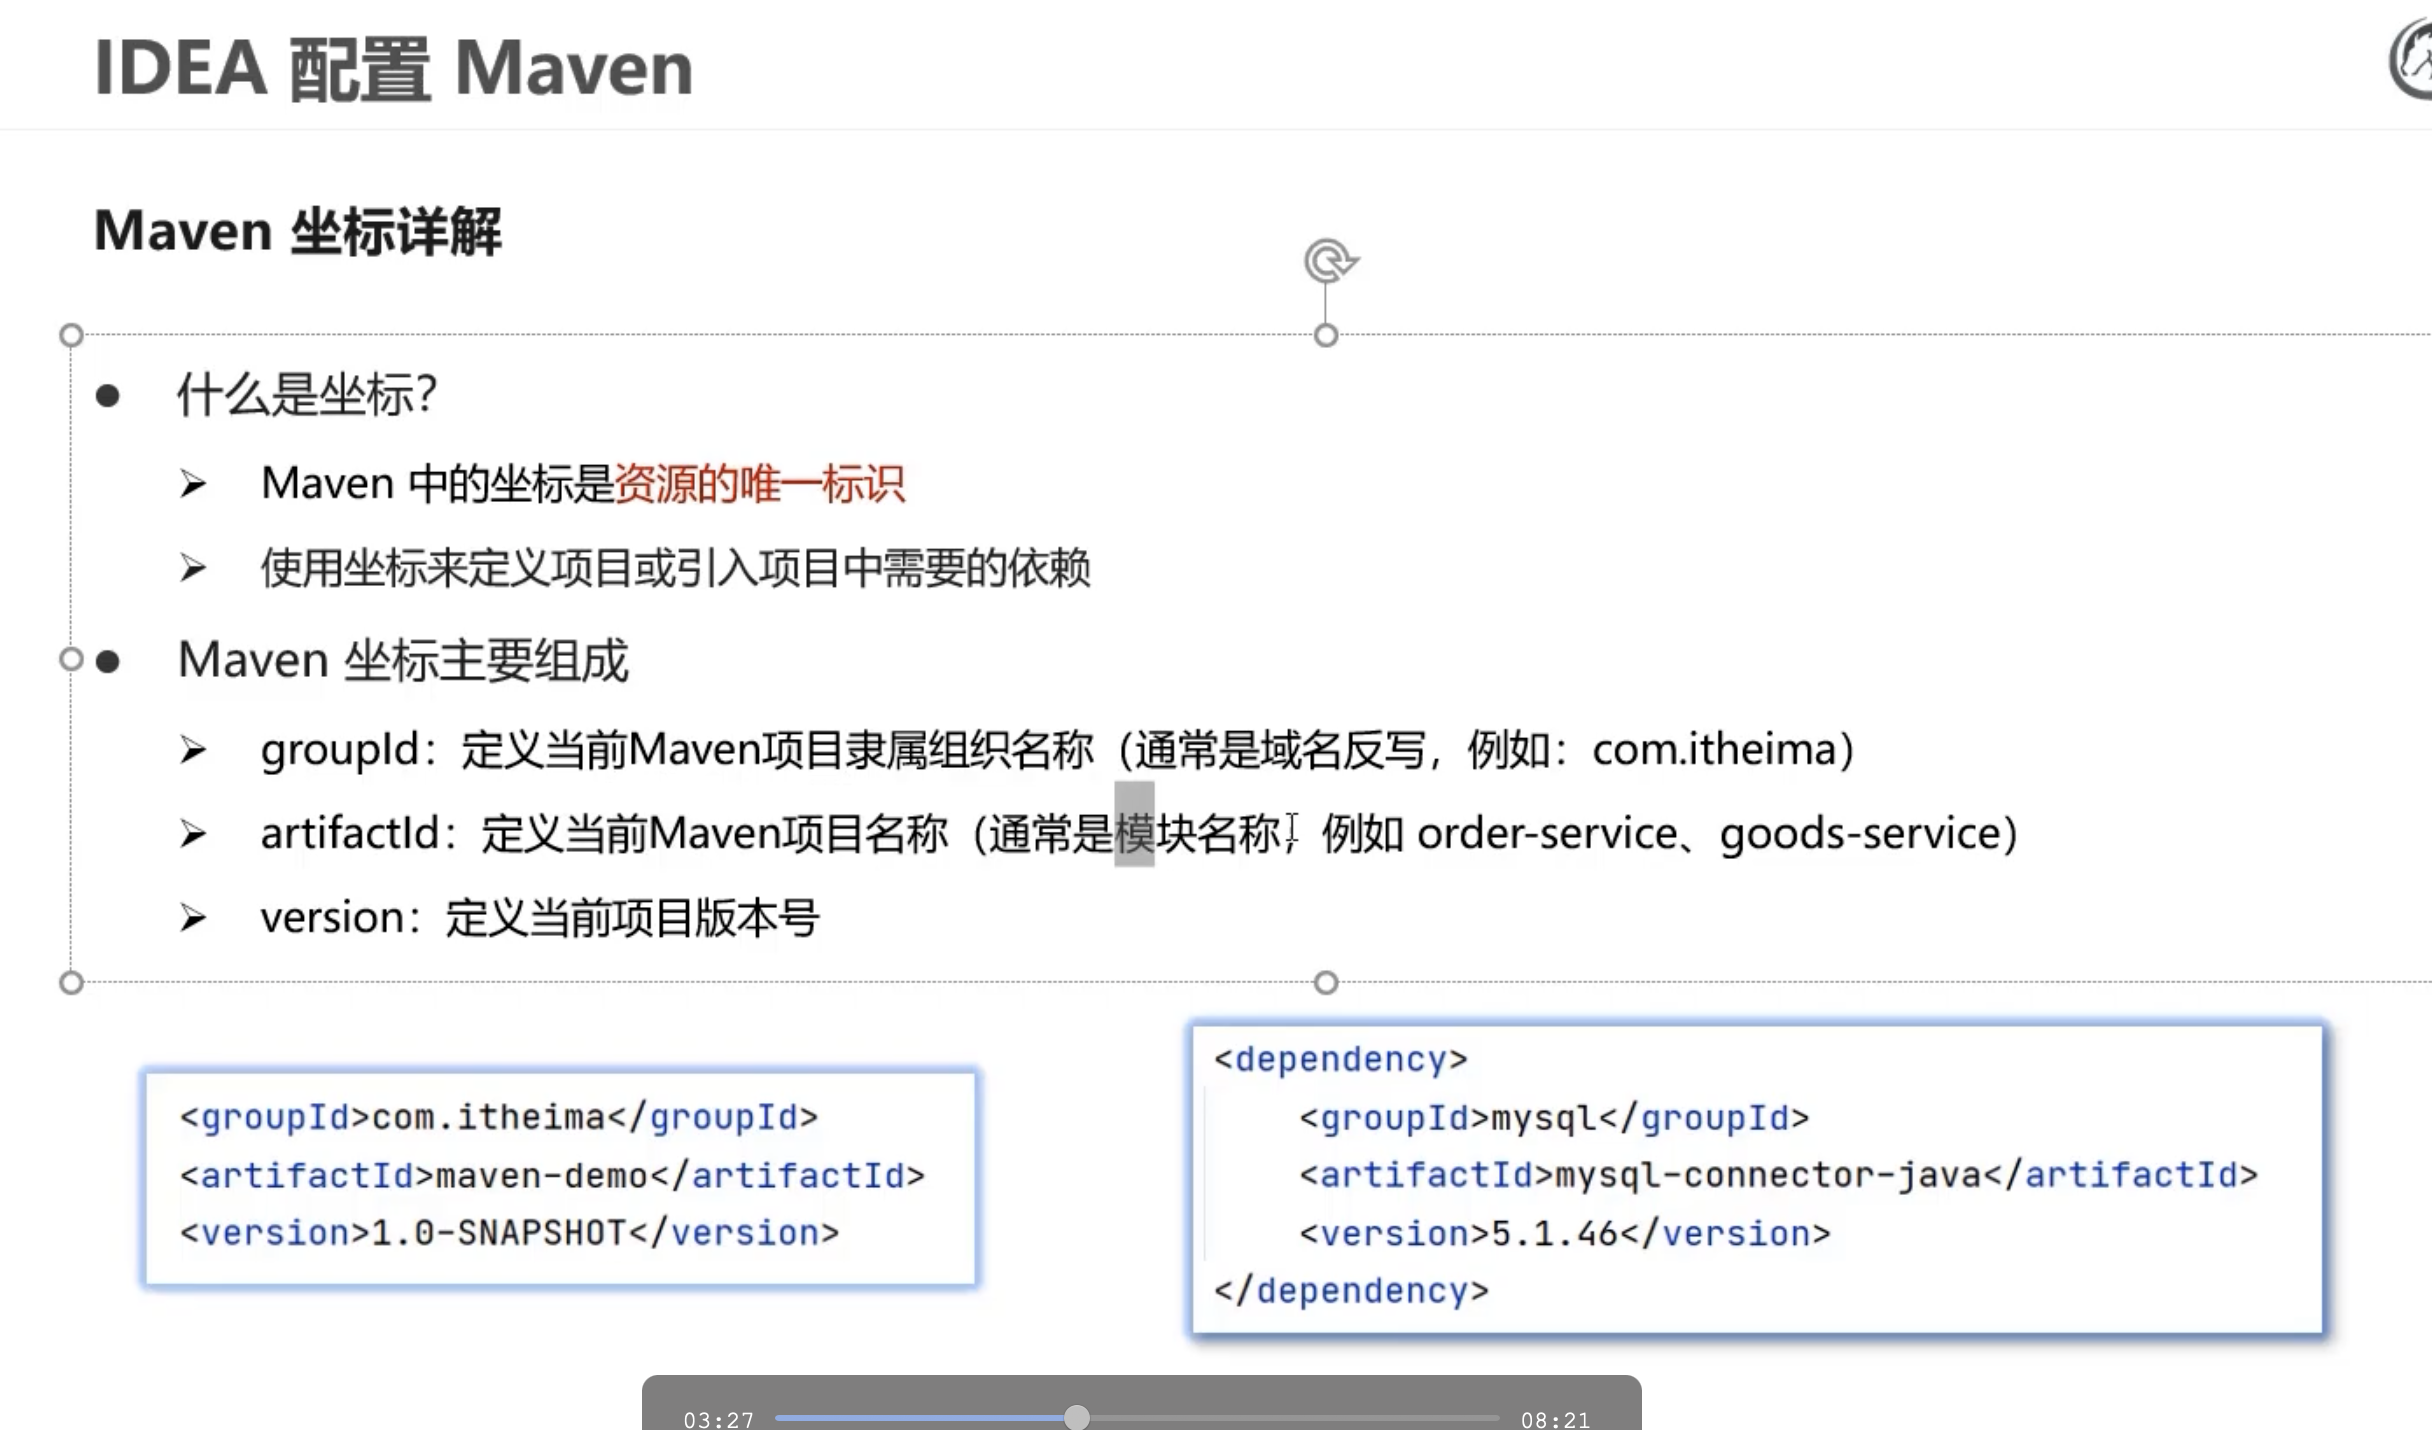 IDEA 配置 Maven
Maven 坐标详解
● 什么是坐标?
➢ Maven 中的坐标是资源的唯一标识
➢ 使用坐标来定义项目或引入项目中需要的依赖
● Maven 坐标主要组成
➢ groupId：定义当前Maven项目隶属组织名称（通常是域名反写，例如：com.itheima）
➢ artifactId：定义当前Maven项目名称（通常是模块名称，例如 order-service、goods-service）
➢ version：定义当前项目版本号
<groupId>com.itheima</groupId>
<artifactId>maven-demo</artifactId>
<version>1.0-SNAPSHOT</version>
<dependency>
<groupId>mysql</groupId>
<artifactId>mysql-connector-java</artifactId>
<version>5.1.46</version>
</dependency>
03:27 08:21